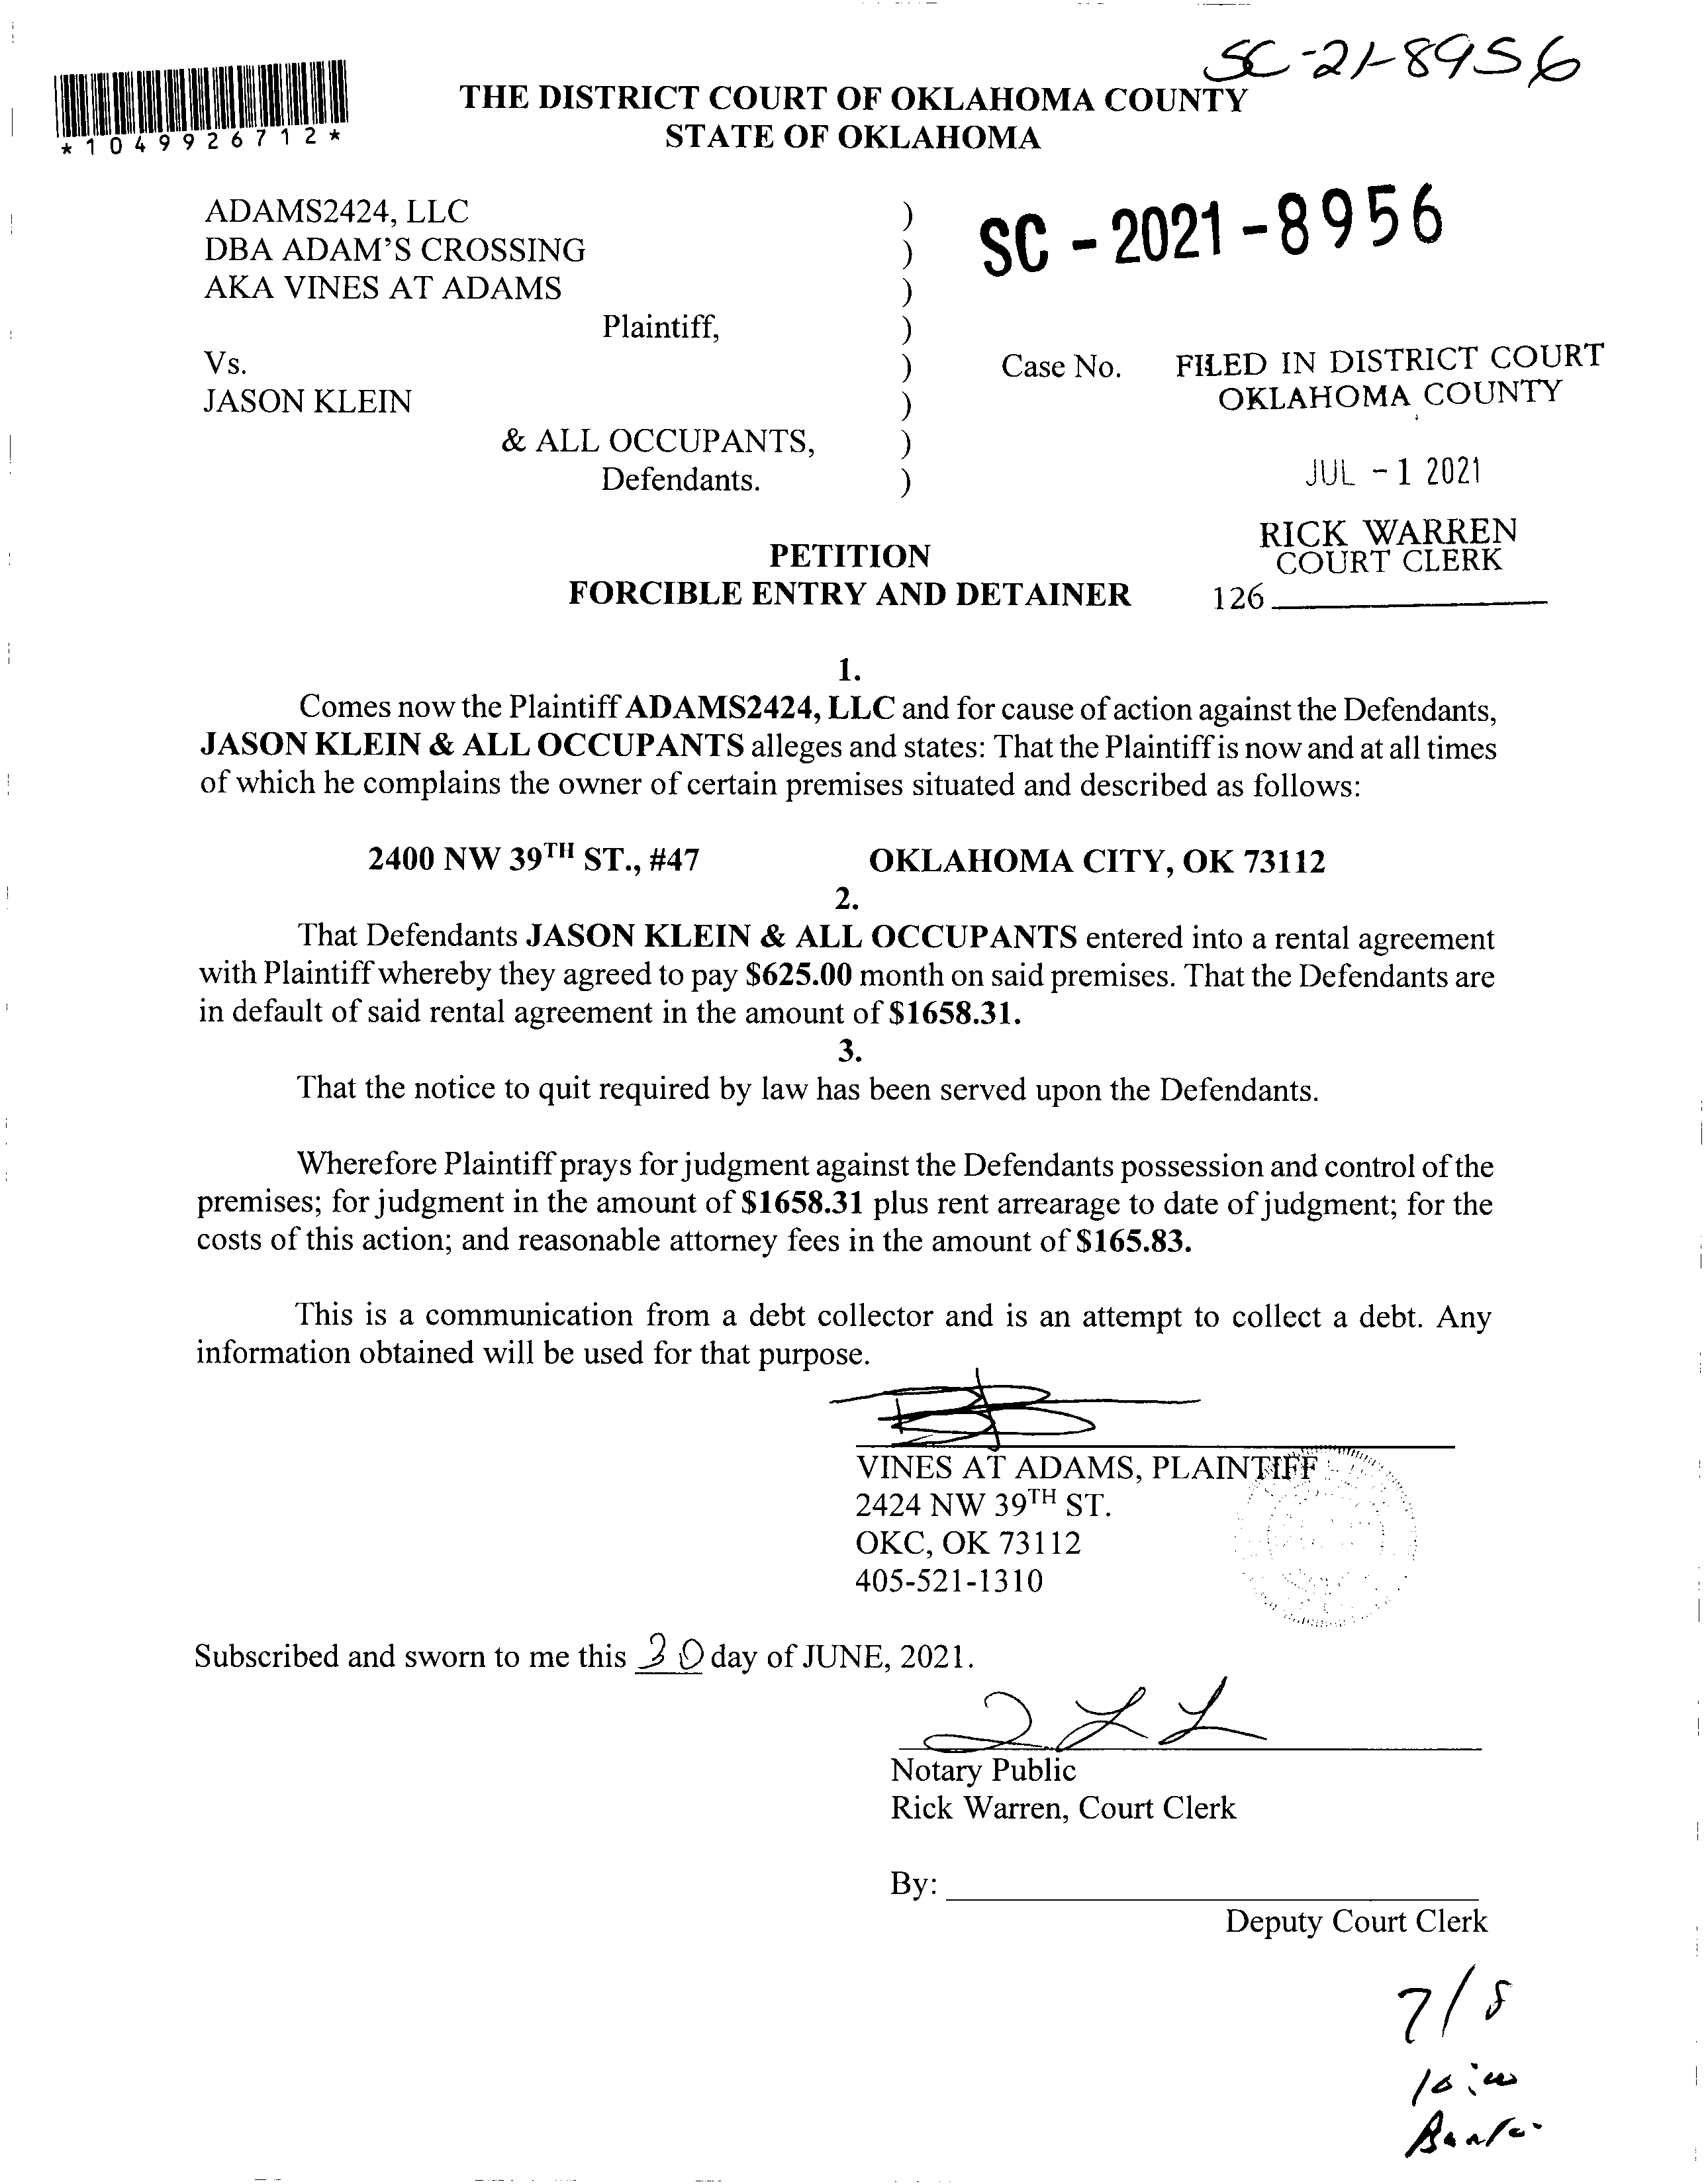 SC-21-8956
*1049926712*
THE DISTRICT COURT OF OKLAHOMA COUNTY
STATE OF OKLAHOMA
ADAMS2424, LLC )
DBA ADAM'S CROSSING )
AKA VINES AT ADAMS )
Plaintiff, )
Vs. )
JASON KLEIN )
& ALL OCCUPANTS, )
Defendants. )
SC-2021-8956
Case No.
FILED IN DISTRICT COURT
OKLAHOMA COUNTY
JUL -1 2021
RICK WARREN
COURT CLERK
126
PETITION
FORCIBLE ENTRY AND DETAINER
1.
Comes now the Plaintiff ADAMS2424, LLC and for cause of action against the Defendants,
JASON KLEIN & ALL OCCUPANTS alleges and states: That the Plaintiff is now and at all times
of which he complains the owner of certain premises situated and described as follows:
2400 NW 39TH ST., #47 OKLAHOMA CITY, OK 73112
2.
That Defendants JASON KLEIN & ALL OCCUPANTS entered into a rental agreement
with Plaintiff whereby they agreed to pay $625.00 month on said premises. That the Defendants are
in default of said rental agreement in the amount of $1658.31.
3.
That the notice to quit required by law has been served upon the Defendants.
Wherefore Plaintiff prays for judgment against the Defendants possession and control of the
premises; for judgment in the amount of $1658.31 plus rent arrearage to date of judgment; for the
costs of this action; and reasonable attorney fees in the amount of $165.83.
This is a communication from a debt collector and is an attempt to collect a debt. Any
information obtained will be used for that purpose.
VINES AT ADAMS, PLAINTIFF
2424 NW 39TH ST.
OKC, OK 73112
405-521-1310
Subscribed and sworn to me this 30 day of JUNE, 2021.
Notary Public
Rick Warren, Court Clerk
By:
Deputy Court Clerk
7/8